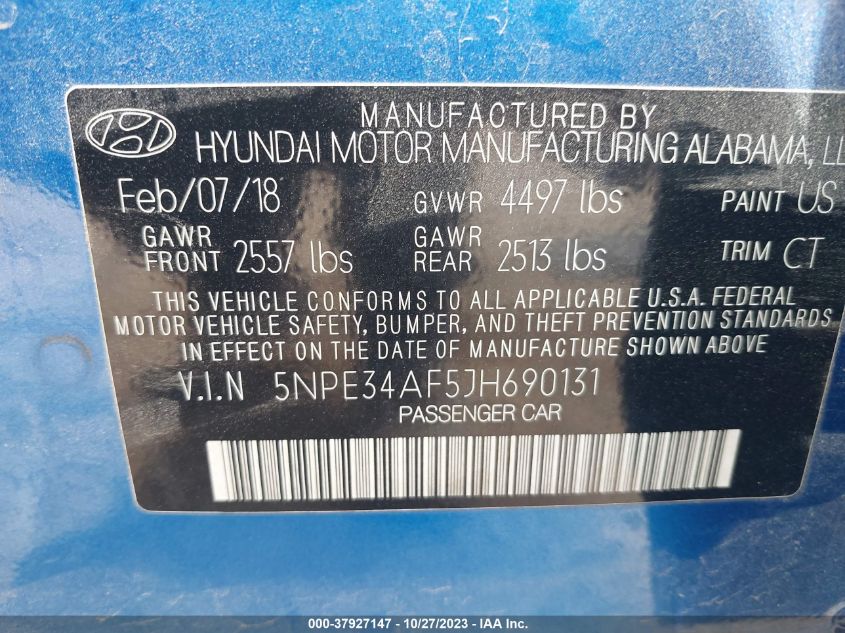 MANUFACTURED BY
HYUNDAI MOTOR MANUFACTURING ALABAMA, LL
Feb/07/18 GVWR 4497 lbs PAINT US
GAWR FRONT 2557 lbs GAWR REAR 2513 lbs TRIM CT
THIS VEHICLE CONFORMS TO ALL APPLICABLE U.S.A. FEDERAL
MOTOR VEHICLE SAFETY, BUMPER, AND THEFT PREVENTION STANDARDS
IN EFFECT ON THE DATE OF MANUFACTURE SHOWN ABOVE
V.I.N 5NPE34AF5JH690131
PASSENGER CAR
000-37927147 - 10/27/2023 - IAA Inc.